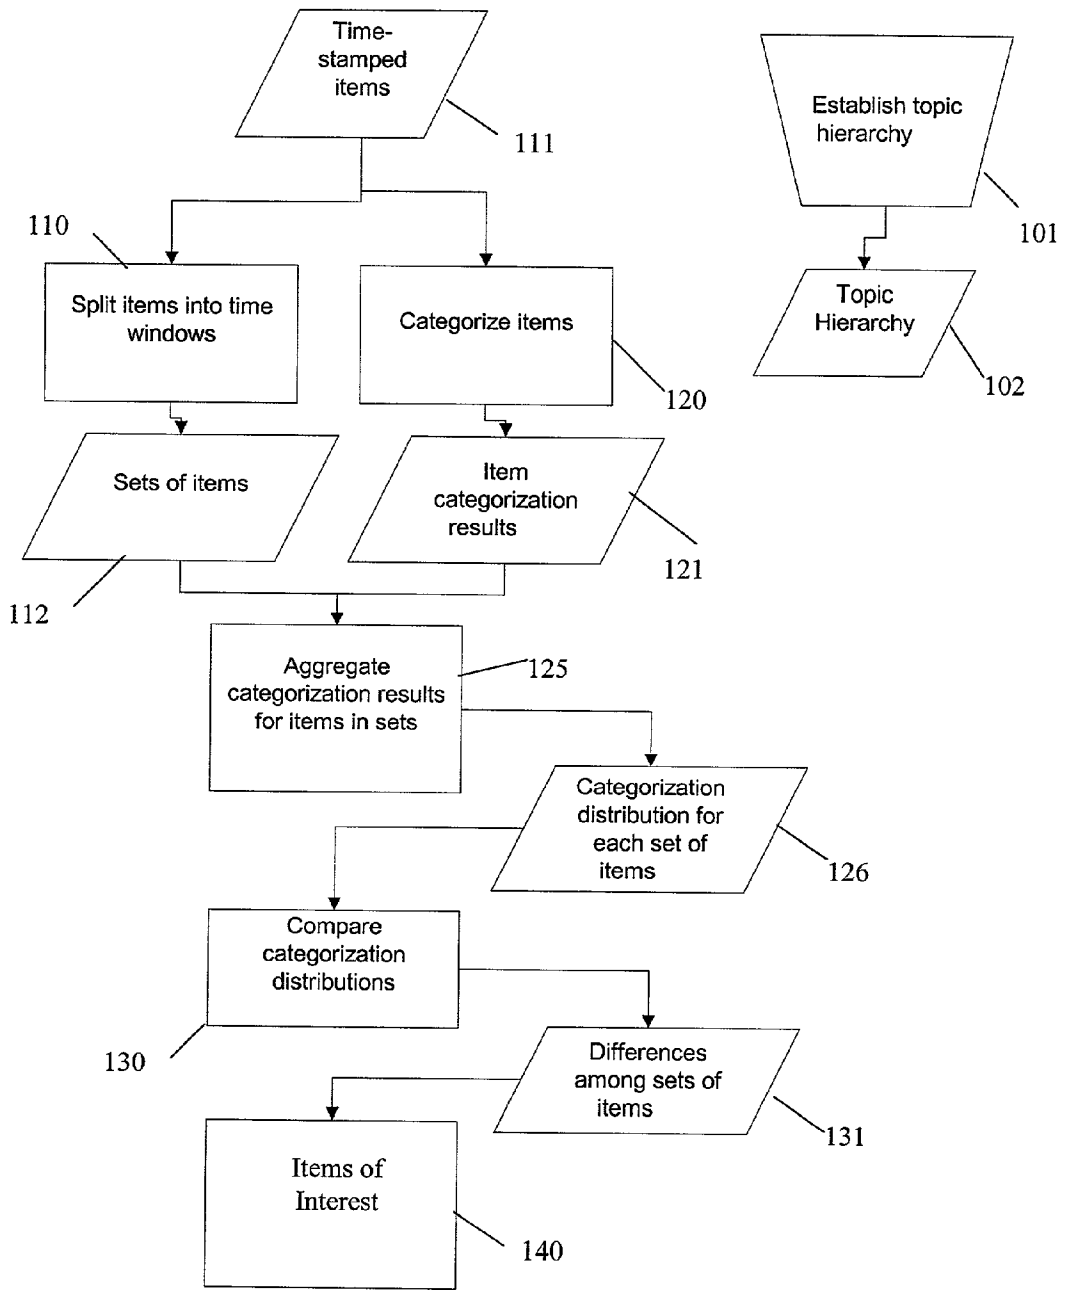 Time-
stamped
items
111
Establish topic
hierarchy
101
110
Split items into time
windows
Categorize items
120
Topic
Hierarchy
102
Sets of items
112
Item
categorization
results
121
Aggregate
categorization results
for items in sets
125
Categorization
distribution for
each set of
items
126
Compare
categorization
distributions
130
Differences
among sets of
items
131
Items of
Interest
140